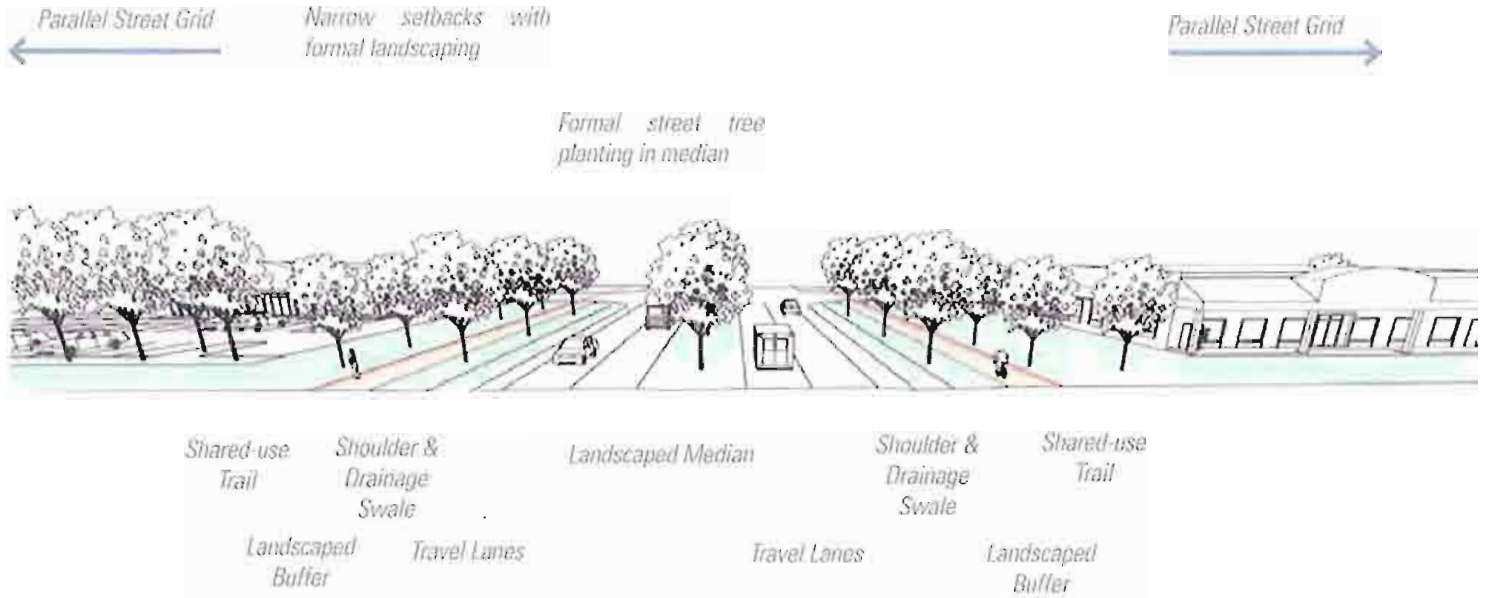 Parallel Street Grid
Narrow setbacks with
formal landscaping
Parallel Street Grid
Formal street tree
planting in median
Shared-use
Trail
Shoulder &
Drainage
Swale
Landscaped Median
Shoulder &
Drainage
Swale
Shared-use
Trail
Landscaped
Buffer
Travel Lanes
Travel Lanes
Landscaped
Buffer